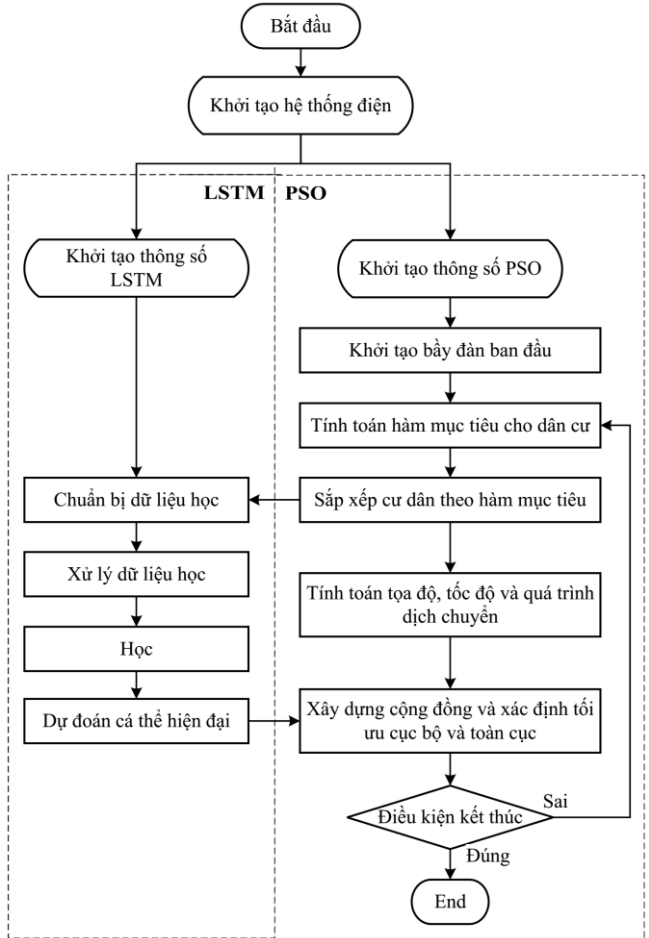 Bắt đầu
Khởi tạo hệ thống điện
LSTM
PSO
Khởi tạo thông số
LSTM
Khởi tạo thông số PSO
Khởi tạo bầy đàn ban đầu
Tính toán hàm mục tiêu cho dân cư
Chuẩn bị dữ liệu học
Sắp xếp cư dân theo hàm mục tiêu
Xử lý dữ liệu học
Tính toán tọa độ, tốc độ và quá trình
dịch chuyển
Học
Dự đoán cá thể hiện đại
Xây dựng cộng đồng và xác định tối
ưu cục bộ và toàn cục
Điều kiện kết thúc
Sai
Đúng
End